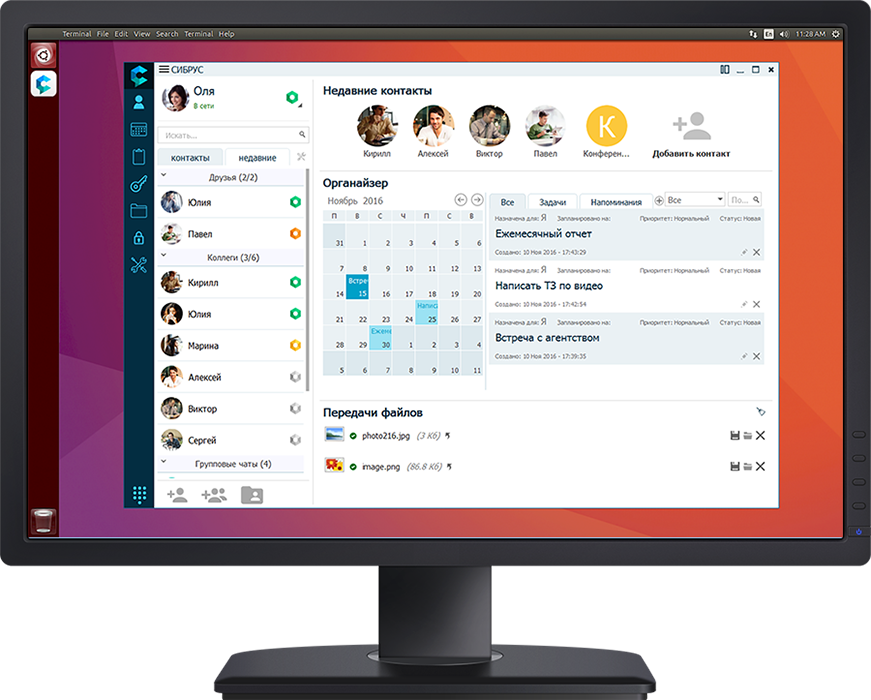 Terminal File Edit View Search Terminal Help
En 11:28 AM
СИБРУС
Оля
В сети
Искать...
контакты недавние
Друзья (2/2)
Юлия
Павел
Коллеги (3/6)
Кирилл
Юлия
Марина
Алексей
Виктор
Сергей
Групповые чаты (4)
Недавние контакты
К
Кирилл Алексей Виктор Павел Конферен... Добавить контакт
Органайзер
Ноябрь 2016
П В С Ч П С В
31 1 2 3 4 5 6
7 8 9 10 11 12 13
Встреч
14 15 16 17 18 19 20
Написа
21 22 23 24 25 26 27
Ежеме
28 29 30 1 2 3 4
5 6 7 8 9 10 11
Все Задачи Напоминания Все По...
Назначена для: Я Запланировано на: Приоритет: Нормальный Статус: Новая
Ежемесячный отчет
Создано: 10 Ноя 2016 - 17:43:29
Назначена для: Я Запланировано на: Приоритет: Нормальный Статус: Новая
Написать ТЗ по видео
Создано: 10 Ноя 2016 - 17:42:54
Назначена для: Я Запланировано на: Приоритет: Нормальный Статус: Новая
Встреча с агентством
Создано: 10 Ноя 2016 - 17:39:35
Передачи файлов
photo216.jpg (3 Кб)
image.png (86.8 Кб)